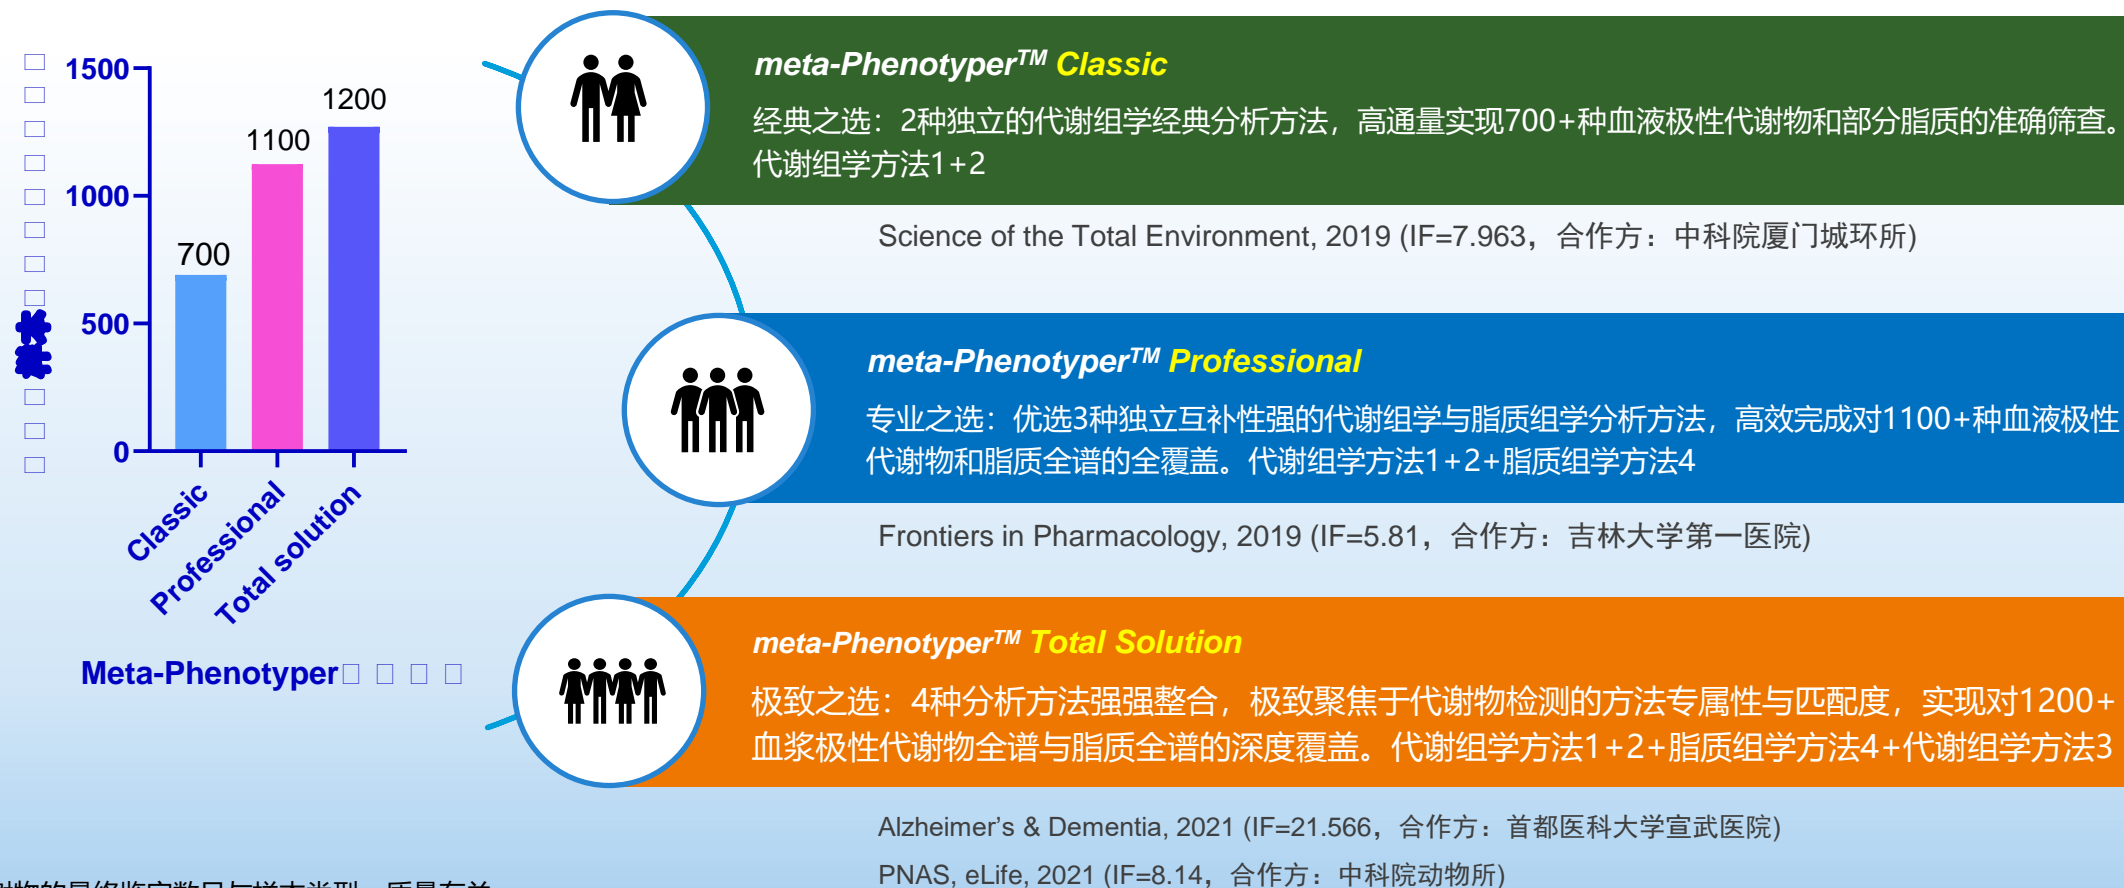 1500
1000
500
0
700
1100
1200
Classic
Professional
Total solution
Meta-Phenotyper
meta-Phenotyper™ Classic
经典之选：2种独立的代谢组学经典分析方法，高通量实现700+种血液极性代谢物和部分脂质的准确筛查。
代谢组学方法1+2
Science of the Total Environment, 2019 (IF=7.963，合作方：中科院厦门城环所)
meta-Phenotyper™ Professional
专业之选：优选3种独立互补性强的代谢组学与脂质组学分析方法，高效完成对1100+种血液极性
代谢物和脂质全谱的全覆盖。代谢组学方法1+2+脂质组学方法4
Frontiers in Pharmacology, 2019 (IF=5.81，合作方：吉林大学第一医院)
meta-Phenotyper™ Total Solution
极致之选：4种分析方法强强整合，极致聚焦于代谢物检测的方法专属性与匹配度，实现对1200+
血浆极性代谢物全谱与脂质全谱的深度覆盖。代谢组学方法1+2+脂质组学方法4+代谢组学方法3
Alzheimer's & Dementia, 2021 (IF=21.566，合作方：首都医科大学宣武医院)
PNAS, eLife, 2021 (IF=8.14，合作方：中科院动物所)